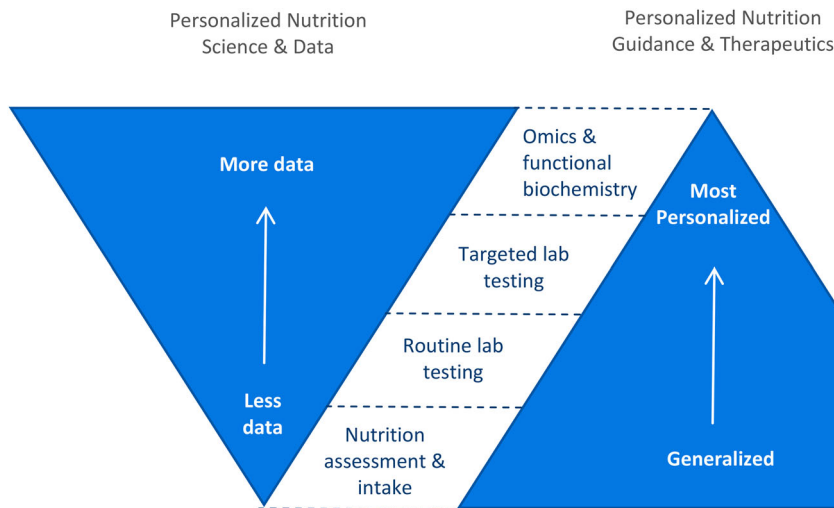 Personalized Nutrition
Science & Data
Personalized Nutrition
Guidance & Therapeutics
More data
Less
data
Omics &
functional
biochemistry
Targeted lab
testing
Routine lab
testing
Nutrition
assessment &
intake
Most
Personalized
Generalized